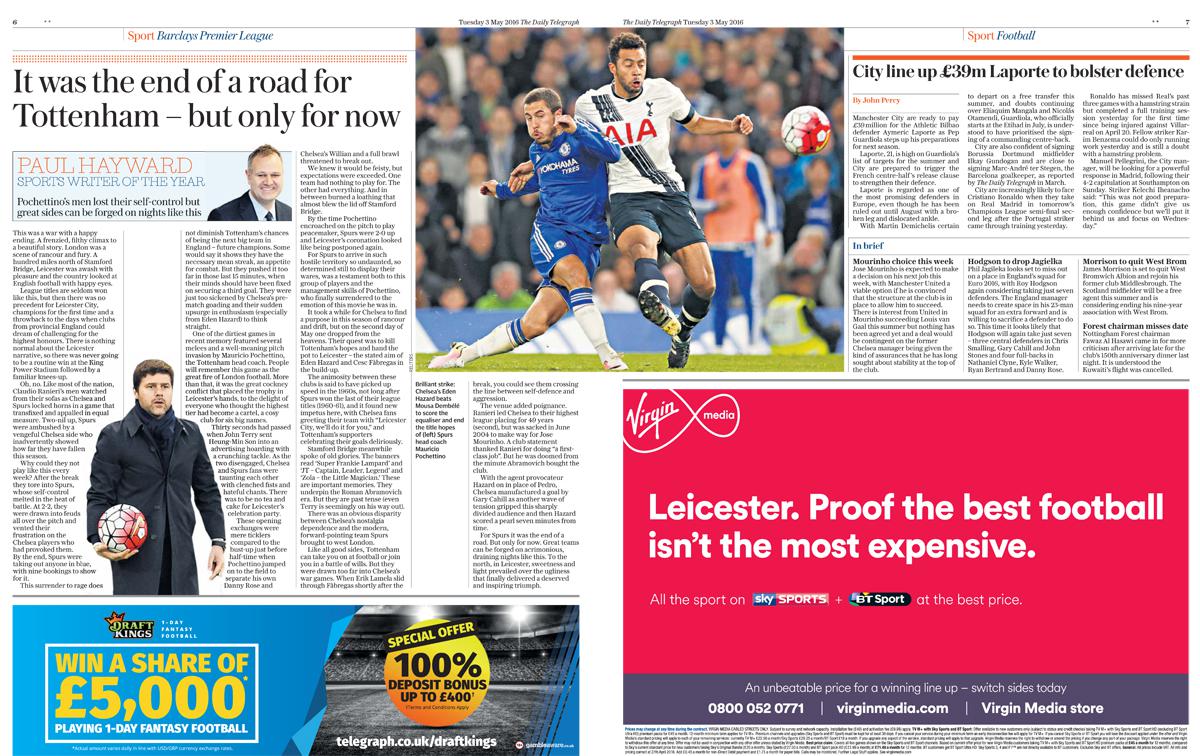 6
Tuesday 3 May 2016 The Daily Telegraph
Sport Barclays Premier League
It was the end of a road for
Tottenham – but only for now
PAUL HAYWARD
SPORTS WRITER OF THE YEAR
Pochettino's men lost their self-control but
great sides can be forged on nights like this
This was a war with a happy
ending. A frenzied, filthy climax to
a beautiful story. London was a
scene of rancour and fury. A
hundred miles north of Stamford
Bridge, Leicester was awash with
pleasure and the country looked at
English football with happy eyes.
League titles are seldom won
like this, but then there was no
precedent for Leicester City,
champions for the first time and a
throwback to the days when clubs
from provincial England could
dream of challenging for the
highest honours. There is nothing
normal about the Leicester
narrative, so there was never going
to be a routine win at the King
Power Stadium followed by a
familiar knees-up.
Oh, no. Like most of the nation,
Claudio Ranieri's men watched
from their sofas as Chelsea and
Spurs locked horns in a game that
transfixed and appalled in equal
measure. Two-nil up, Spurs
were ambushed by a
vengeful Chelsea side who
inadvertently showed
how far they have fallen
this season.
Why could they not
play like this every
week? After the break
they tore into Spurs,
whose self-control
melted in the heat of
battle. At 2-2, they
were drawn into feuds
all over the pitch and
vented their
frustration on the
Chelsea players who
had provoked them.
By the end, Spurs were
taking out anyone in blue,
with nine bookings to show
for it.
This surrender to rage does
not diminish Tottenham's chances
of being the next big team in
England – future champions. Some
would say it shows they have the
necessary mean streak, an appetite
for combat. But they pushed it too
far in those last 15 minutes, when
their minds should have been fixed
on securing a third goal. They were
just too sickened by Chelsea's pre-
match goading and their sudden
upsurge in enthusiasm (especially
from Eden Hazard) to think
straight.
One of the dirtiest games in
recent memory featured several
melees and a well-meaning pitch
invasion by Mauricio Pochettino,
the Tottenham head coach. People
will remember this game as the
great fire of London football. More
than that, it was the great cockney
conflict that placed the trophy in
Leicester's hands, to the delight of
everyone who thought the highest
tier had become a cartel, a cosy
club for six big names.
Thirty seconds had passed
when John Terry sent
Heung-Min Son into an
advertising hoarding with
a crunching tackle. As the
two disengaged, Chelsea
and Spurs fans were
taunting each other
with clenched fists and
hateful chants. There
was to be no tea and
cake for Leicester's
celebration party.
These opening
exchanges were
mere ticklers
compared to the
bust-up just before
half-time when
Pochettino jumped
on to the field to
separate his own
Danny Rose and
Chelsea's Willian and a full brawl
threatened to break out.
We knew it would be feisty, but
expectations were exceeded. One
team had nothing to play for. The
other had everything. And in
between burned a loathing that
almost blew the lid of Stamford
Bridge.
By the time Pochettino
encroached on the pitch to play
peacemaker, Spurs were 2-0 up
and Leicester's coronation looked
like being postponed again.
For Spurs to arrive in such
hostile territory so undaunted, so
determined still to display their
wares, was a testament both to this
group of players and the
management skills of Pochettino,
who finally surrendered to the
emotion of this movie he was in.
It took a while for Chelsea to find
a purpose in this season of rancour
and drift, but on the second day of
May one dropped from the
heavens. Their quest was to kill
Tottenham's hopes and hand the
pot to Leicester – the stated aim of
Eden Hazard and Cesc Fàbregas in
the build-up.
The animosity between these
clubs is said to have picked up
speed in the 1960s, not long after
Spurs won the last of their league
titles (1960-61), and it found new
impetus here, with Chelsea fans
greeting their team with "Leicester
City, we'll do it for you," and
Tottenham's supporters
celebrating their goals deliriously.
Stamford Bridge meanwhile
spoke of old glories. The banners
read 'Super Frankie Lampard' and
'JT – Captain, Leader, Legend' and
'Zola – the Little Magician.' These
are important memories. They
underpin the Roman Abramovich
era. But they are past tense (even
Terry is seemingly on his way out).
There was an obvious disparity
between Chelsea's nostalgia
dependence and the modern,
forward-pointing team Spurs
brought to west London.
Like all good sides, Tottenham
can take you on at football or join
you in a battle of wills. But they
were drawn too far into Chelsea's
war games. When Erik Lamela slid
through Fàbregas shortly after the
YOKOHAMA
TYRES
AIA
REUTERS
Brilliant strike:
Chelsea's Eden
Hazard beats
Mousa Dembélé
to score the
equaliser and end
the title hopes
of (left) Spurs
head coach
Mauricio
Pochettino
break, you could see them crossing
the line between self-defence and
aggression.
The venue added poignance.
Ranieri led Chelsea to their highest
league placing for 49 years
(second), but was sacked in June
2004 to make way for Jose
Mourinho. A club statement
thanked Ranieri for doing "a first-
class job". But he was doomed from
the minute Abramovich bought the
club.
With the agent provocateur
Hazard on in place of Pedro,
Chelsea manufactured a goal by
Gary Cahill as another wave of
tension gripped this sharply
divided audience and then Hazard
scored a pearl seven minutes from
time.
For Spurs it was the end of a
road. But only for now. Great teams
can be forged on acrimonious,
draining nights like this. To the
north, in Leicester, sweetness and
light prevailed over the ugliness
that finally delivered a deserved
and inspiring triumph.
DRAFT
KINGS
1-DAY
FANTASY
FOOTBALL
WIN A SHARE OF
£5,000*
PLAYING 1-DAY FANTASY FOOTBALL
*Actual amount varies daily in line with USD/GBP currency exchange rates.
SPECIAL OFFER
100%
DEPOSIT BONUS
UP TO £400†
†Terms and Conditions Apply
telegraph.co.uk/draftkings
gambleaware.co.uk
The Daily Telegraph Tuesday 3 May 2016
7
Sport Football
City line up £39m Laporte to bolster defence
By John Percy
Manchester City are ready to pay
£39 million for the Athletic Bilbao
defender Aymeric Laporte as Pep
Guardiola steps up his preparations
for next season.
Laporte, 21, is high on Guardiola's
list of targets for the summer and
City are prepared to trigger the
French centre-back's release clause
to strengthen their defence.
Laporte is regarded as one of
the most promising defenders in
Europe, even though he has been
ruled out until August with a bro-
ken leg and dislocated ankle.
With Martin Demichelis certain
to depart on a free transfer this
summer, and doubts continuing
over Eliaquim Mangala and Nicolás
Otamendi, Guardiola, who officially
starts at the Etihad in July, is under-
stood to have prioritised the sign-
ing of a commanding centre-back.
City are also confident of signing
Borussia Dortmund midfielder
Ilkay Gundogan and are close to
signing Marc-André ter Stegen, the
Barcelona goalkeeper, as reported
by The Daily Telegraph in March.
City are increasingly likely to face
Cristiano Ronaldo when they take
on Real Madrid in tomorrow's
Champions League semi-final sec-
ond leg after the Portugal striker
came through training yesterday.
Ronaldo has missed Real's past
three games with a hamstring strain
but completed a full training ses-
sion yesterday for the first time
since being injured against Villar-
real on April 20. Fellow striker Kar-
im Benzema could do only running
work yesterday and is still a doubt
with a hamstring problem.
Manuel Pellegrini, the City man-
ager, will be looking for a powerful
response in Madrid, following their
4-2 capitulation at Southampton on
Sunday. Striker Kelechi Iheanacho
said: "This was not good prepara-
tion, this game didn't give us
enough confidence but we'll put it
behind us and focus on Wednes-
day."
In brief
Mourinho choice this week
Jose Mourinho is expected to make
a decision on his next job this
week, with Manchester United a
viable option if he is convinced
that the structure at the club is in
place to allow him to succeed.
There is interest from United in
Mourinho succeeding Louis van
Gaal this summer but nothing has
been agreed yet and a deal would
be contingent on the former
Chelsea manager being given the
kind of assurances that he has long
sought about stability at the top of
the club.
Hodgson to drop Jagielka
Phil Jagielka looks set to miss out
on a place in England's squad for
Euro 2016, with Roy Hodgson
again considering taking just seven
defenders. The England manager
needs to create space in his 23-man
squad for an extra forward and is
willing to sacrifice a defender to do
so. This time it looks likely that
Hodgson will again take just seven
– three central defenders in Chris
Smalling, Gary Cahill and John
Stones and four full-backs in
Nathaniel Clyne, Kyle Walker,
Ryan Bertrand and Danny Rose.
Morrison to quit West Brom
James Morrison is set to quit West
Bromwich Albion and rejoin his
former club Middlesbrough. The
Scotland midfielder will be a free
agent this summer and is
considering ending his nine-year
association with West Brom.
Forest chairman misses date
Nottingham Forest chairman
Fawaz Al Hasawi came in for more
criticism after arriving late for the
club's 150th anniversary dinner last
night. It is understood the
Kuwaiti's flight was cancelled.
Virgin media
Leicester. Proof the best football
isn't the most expensive.
All the sport on sky SPORTS + BT Sport at the best price.
An unbeatable price for a winning line up – switch sides today
0800 052 0771 | virginmedia.com | Virgin Media store